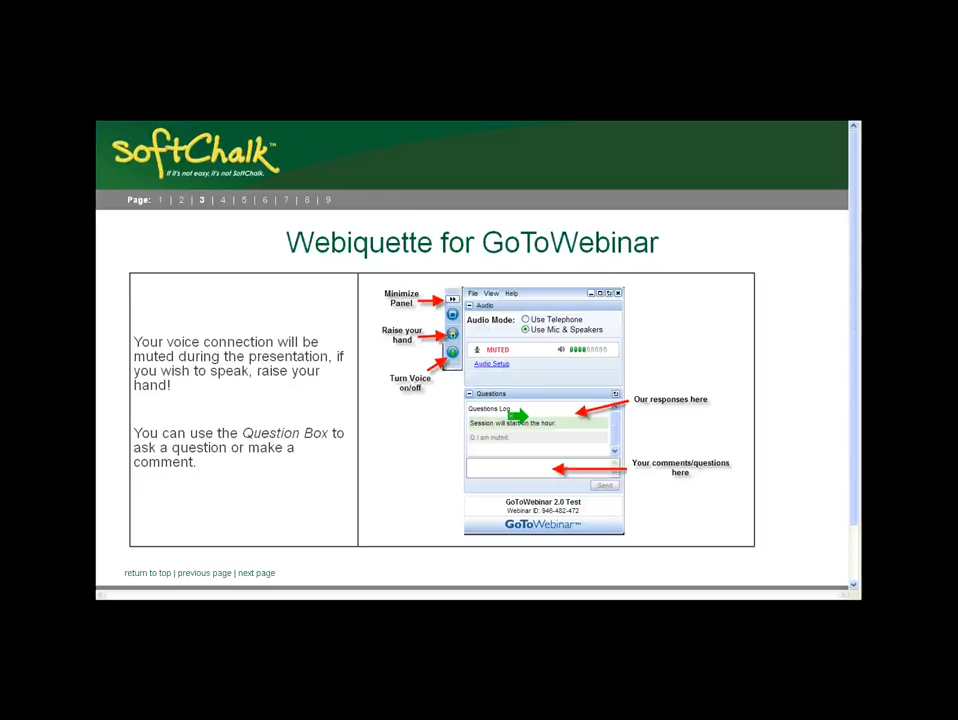 SoftChalk™
If it's not easy, it's not SoftChalk.
Page: 1 | 2 | 3 | 4 | 5 | 6 | 7 | 8 | 9
Webiquette for GoToWebinar
Your voice connection will be
muted during the presentation, if
you wish to speak, raise your
hand!
You can use the Question Box to
ask a question or make a
comment.
Minimize
Panel
Raise your
hand
Turn Voice
on/off
File View Help
Audio
Audio Mode:
Use Telephone
Use Mic & Speakers
MUTED
Audio Setup
Questions
Questions Log
Session will start on the hour.
Q: I am muted.
Send
GoToWebinar 2.0 Test
Webinar ID: 946-482-472
GoToWebinar™
Our responses here
Your comments/questions
here
return to top | previous page | next page